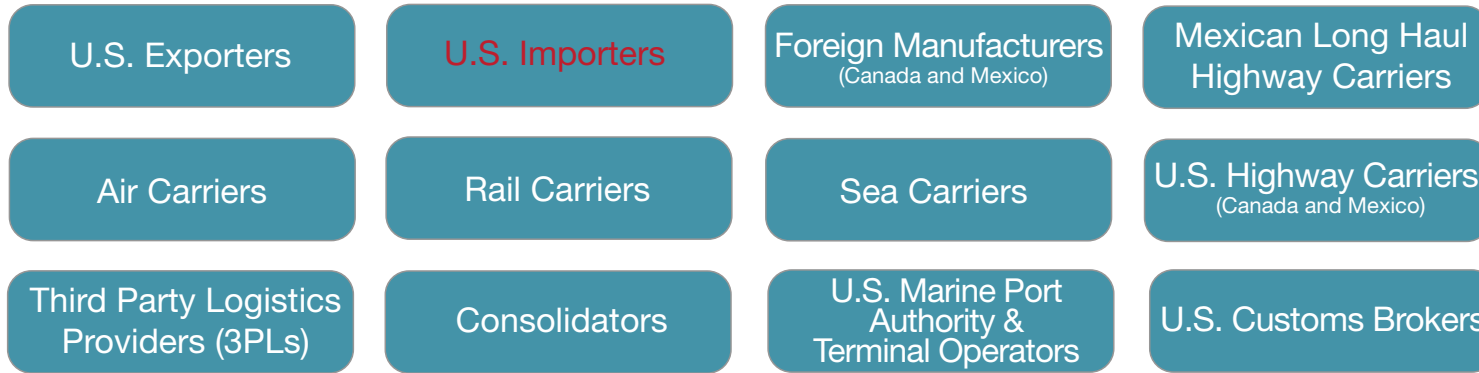 U.S. Exporters
U.S. Importers
Foreign Manufacturers
(Canada and Mexico)
Mexican Long Haul
Highway Carriers
Air Carriers
Rail Carriers
Sea Carriers
U.S. Highway Carriers
(Canada and Mexico)
Third Party Logistics
Providers (3PLs)
Consolidators
U.S. Marine Port
Authority &
Terminal Operators
U.S. Customs Brokers